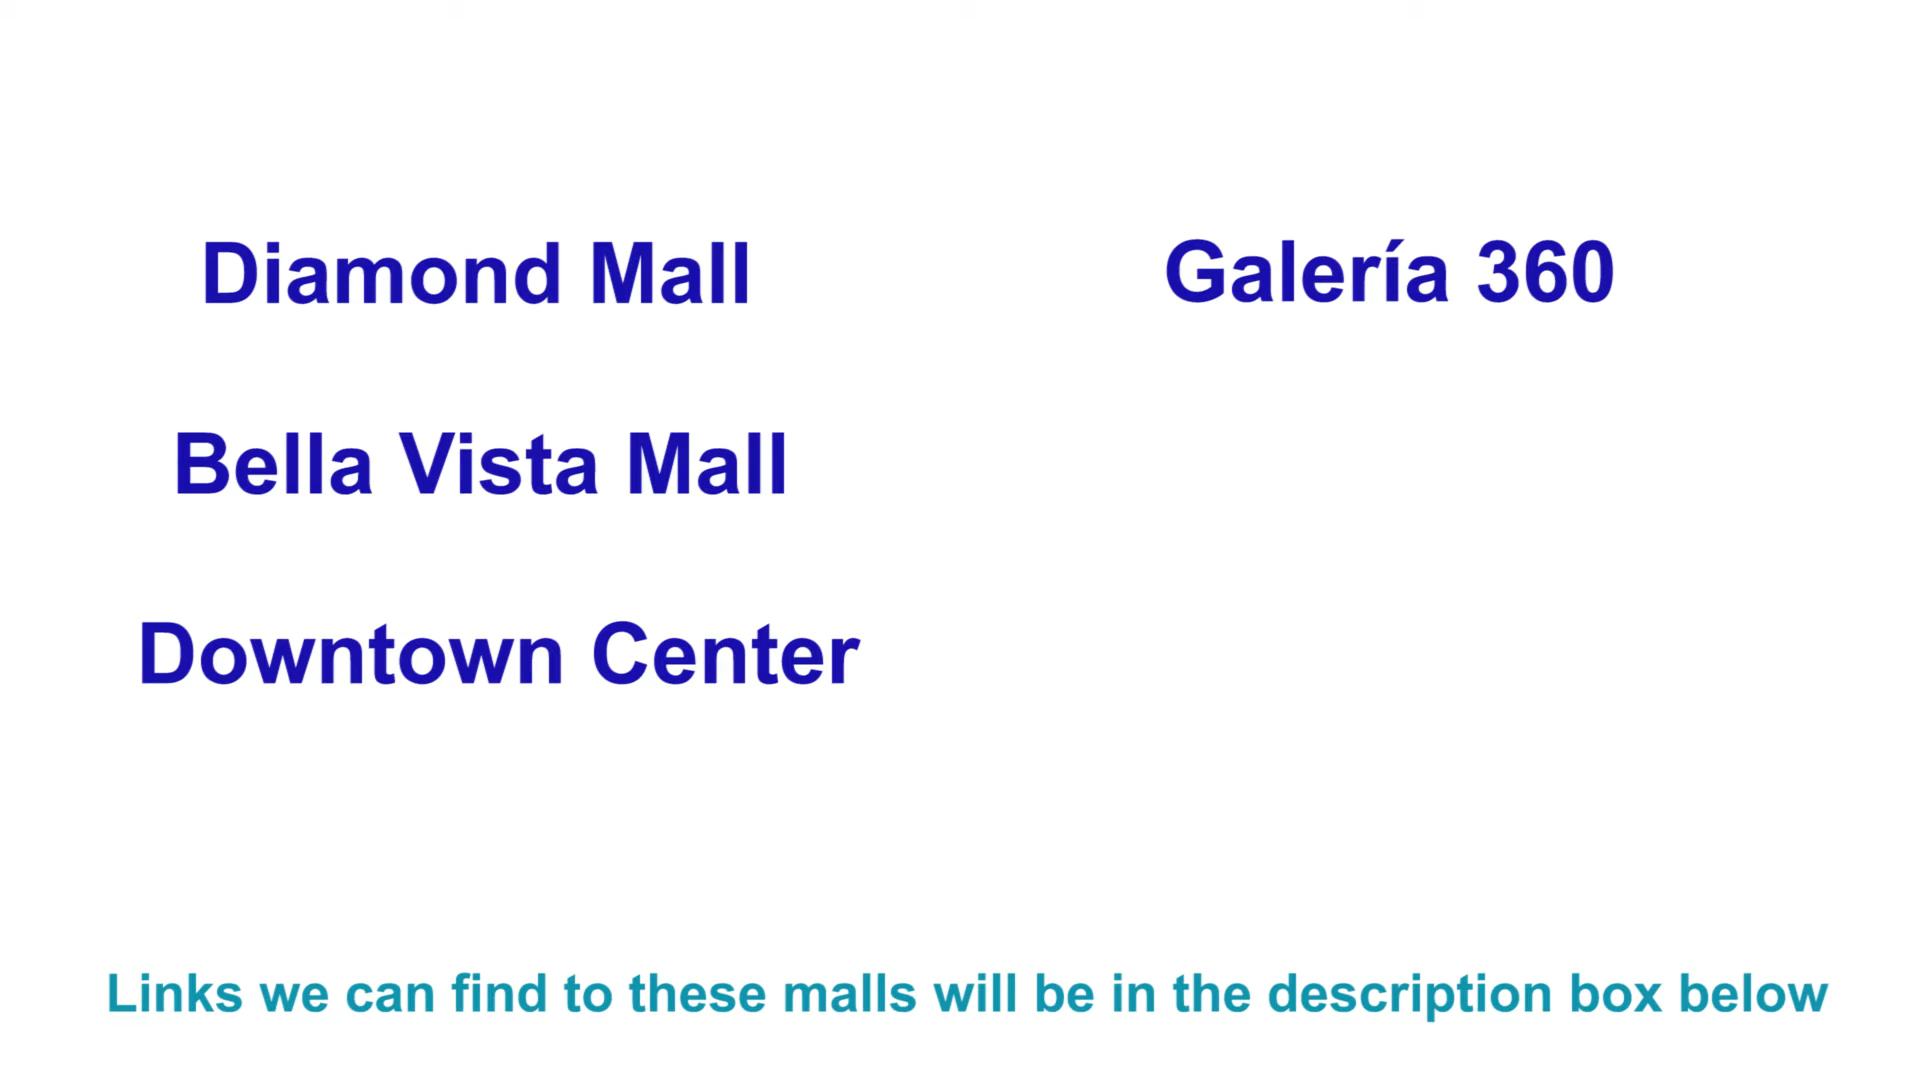 Diamond Mall
Bella Vista Mall
Downtown Center
Galería 360
Links we can find to these malls will be in the description box below